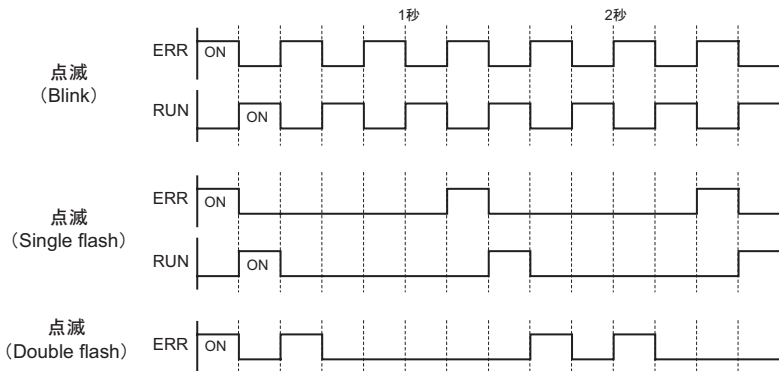 1秒 2秒
点滅
（Blink）
ERR ON
RUN ON
点滅
（Single flash）
ERR ON
RUN ON
点滅
（Double flash）
ERR ON